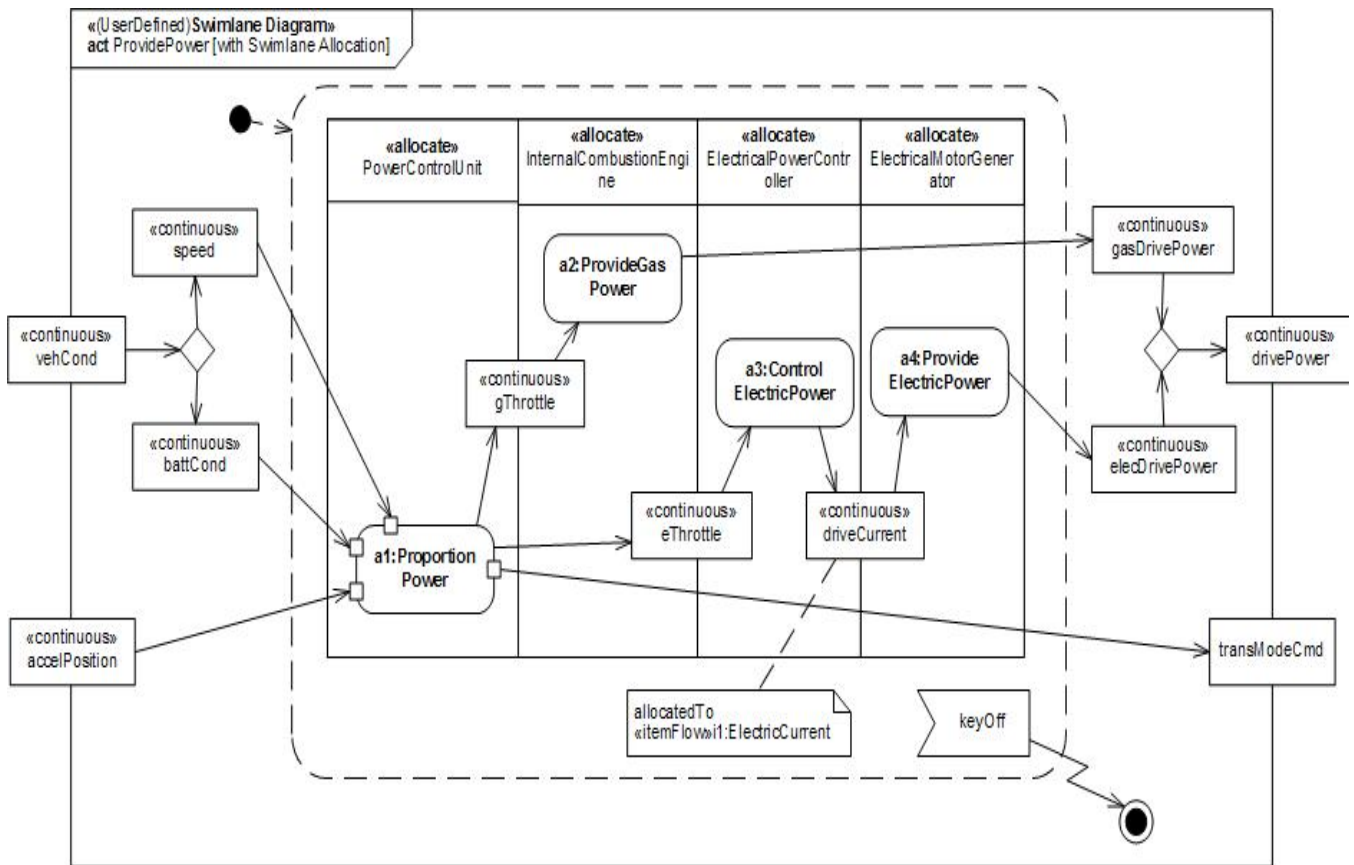 «(UserDefined)Swimlane Diagram»
act ProvidePower [with Swimlane Allocation]
«allocate»
PowerControlUnit
«allocate»
InternalCombustionEngi
ne
«allocate»
ElectricalPowerContr
oller
«allocate»
ElectricalMotorGener
ator
«continuous»
speed
«continuous»
vehCond
«continuous»
battCond
«continuous»
accelPosition
a1:Proportion
Power
«continuous»
gThrottle
a2:ProvideGas
Power
«continuous»
eThrottle
a3:Control
ElectricPower
«continuous»
driveCurrent
a4:Provide
ElectricPower
«continuous»
gasDrivePower
«continuous»
drivePower
«continuous»
elecDrivePower
transModeCmd
allocatedTo
«itemFlow»i1:ElectricCurrent
keyOff